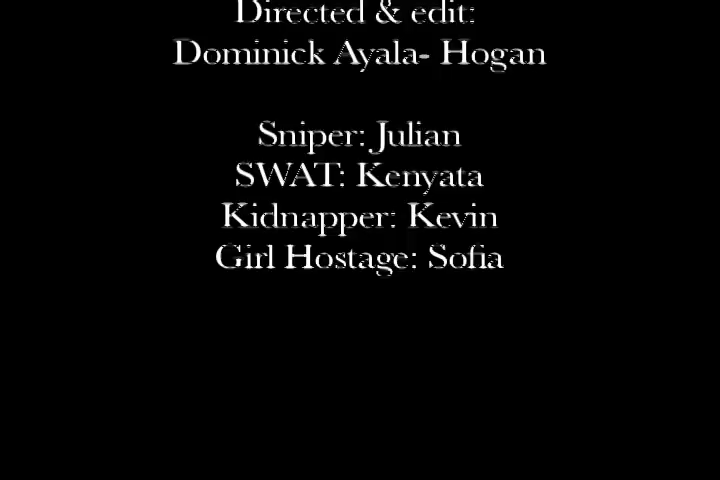 Directed & edit:
Dominick Ayala- Hogan
Sniper: Julian
SWAT: Kenyata
Kidnapper: Kevin
Girl Hostage: Sofia